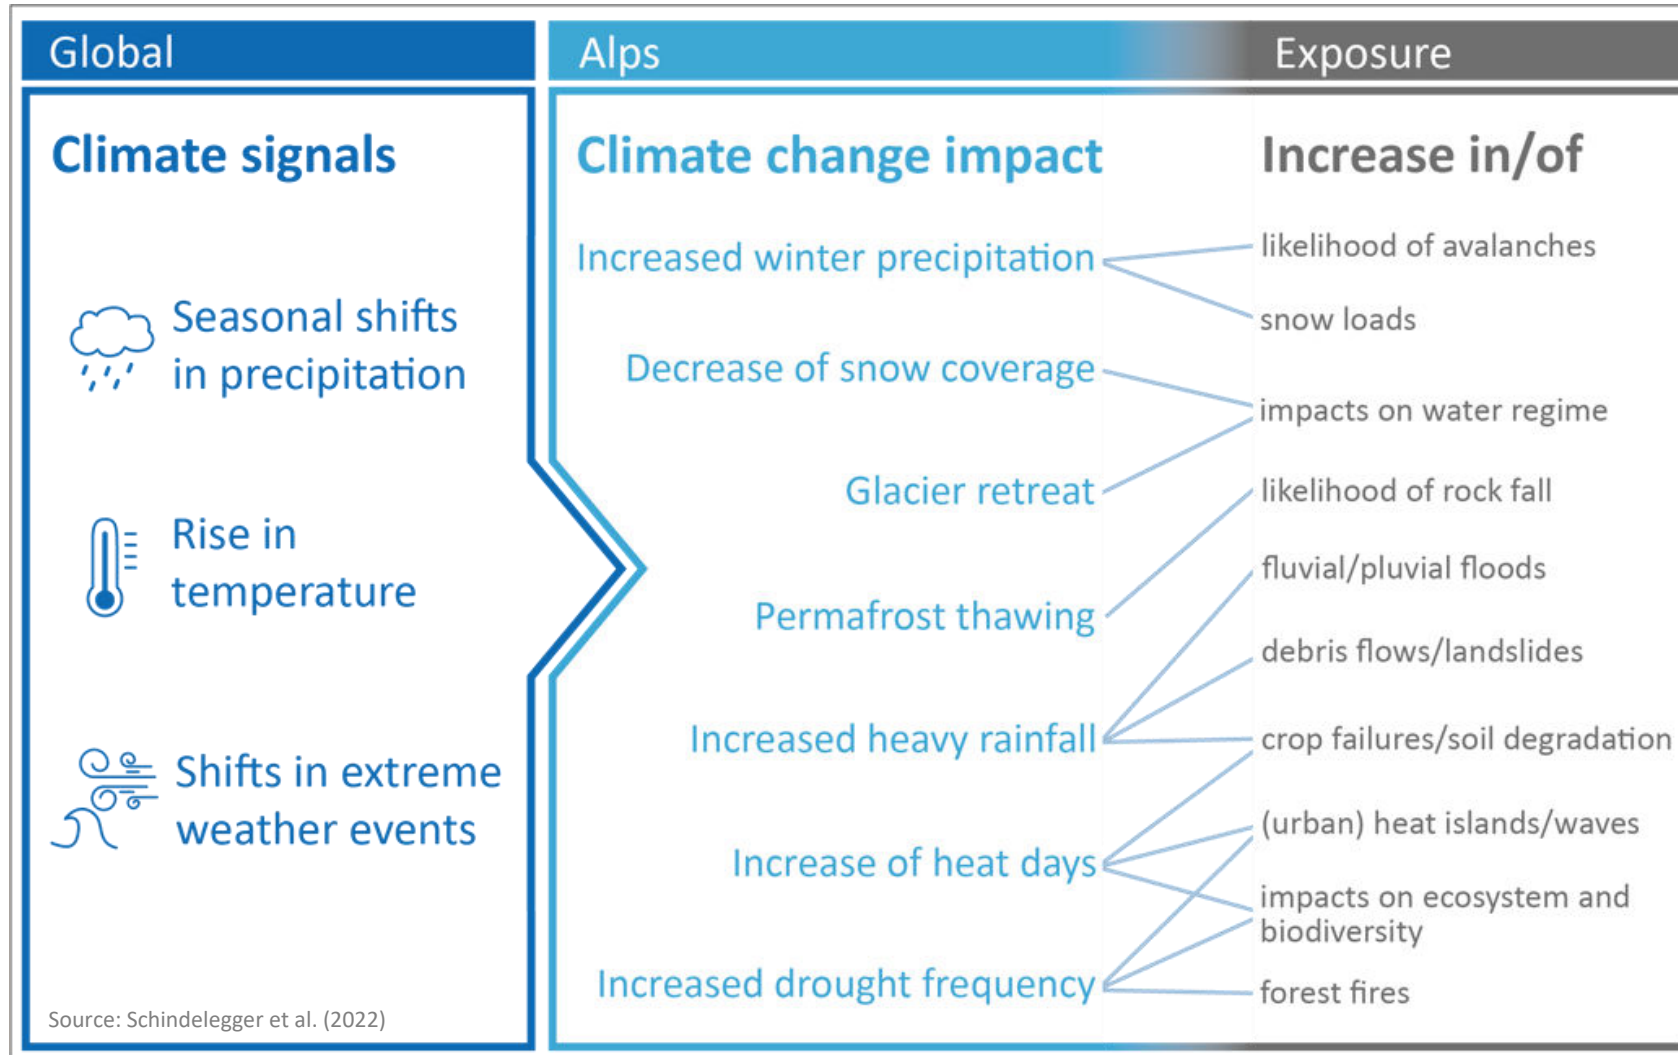 Global
Alps
Exposure
Climate signals
Climate change impact
Increase in/of
Seasonal shifts
in precipitation
Rise in
temperature
Shifts in extreme
weather events
Source: Schindelegger et al. (2022)
Increased winter precipitation
Decrease of snow coverage
Glacier retreat
Permafrost thawing
Increased heavy rainfall
Increase of heat days
Increased drought frequency
likelihood of avalanches
snow loads
impacts on water regime
likelihood of rock fall
fluvial/pluvial floods
debris flows/landslides
crop failures/soil degradation
(urban) heat islands/waves
impacts on ecosystem and
biodiversity
forest fires